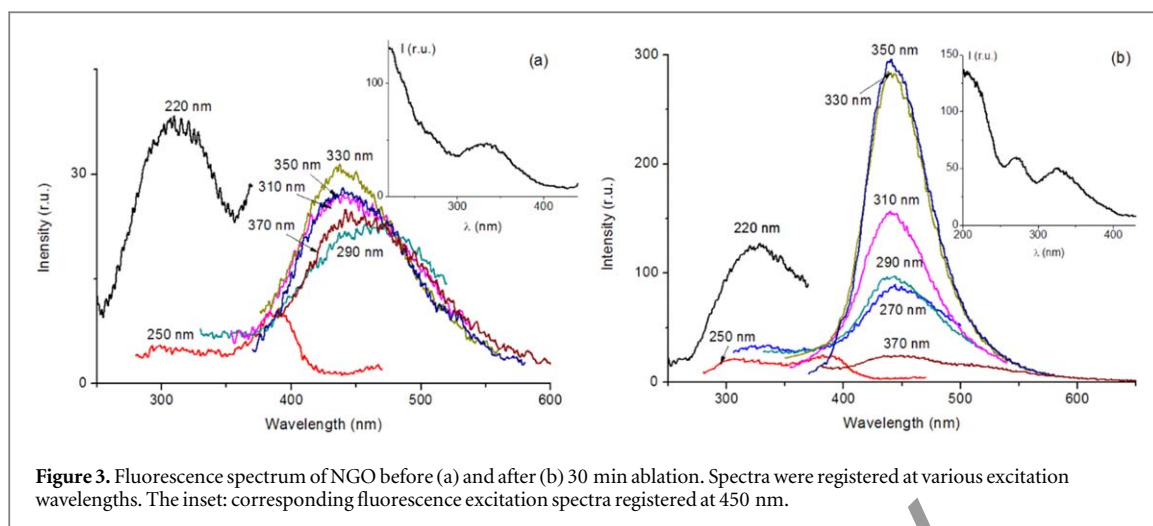 I (r.u.)
(a)
100
0
300
400
λ (nm)
220 nm
330 nm
350 nm
310 nm
370 nm
290 nm
250 nm
30
0
Inensity (r.u.)
300
400
500
600
Wavelength (nm)
350 nm
330 nm
(b)
150
I (r.u.)
100
50
0
200
300
400
λ (nm)
310 nm
220 nm
290 nm
270 nm
250 nm
370 nm
300
200
100
0
Intensity (r.u.)
300
400
500
600
Wavelength (nm)
Figure 3. Fluorescence spectrum of NGO before (a) and after (b) 30 min ablation. Spectra were registered at various excitation
wavelengths. The inset: corresponding fluorescence excitation spectra registered at 450 nm.